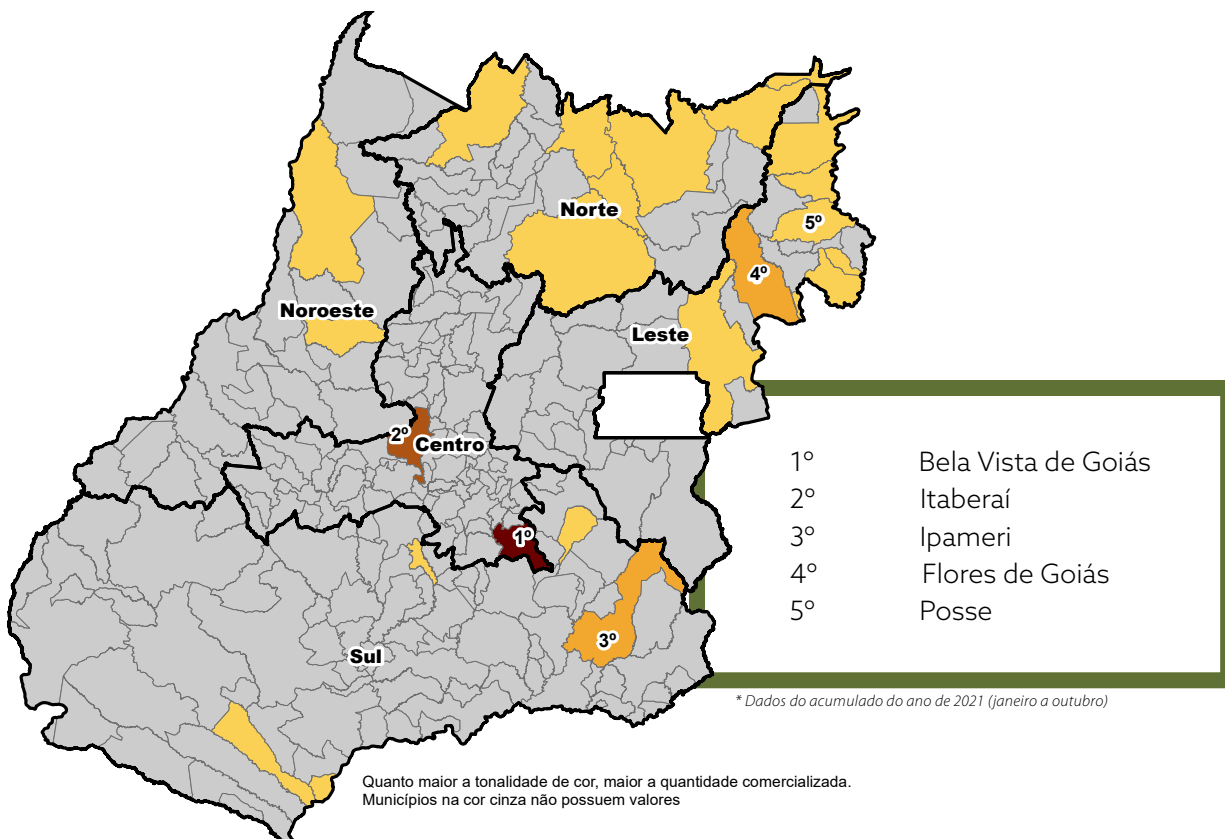 Norte
5º
4º
Noroeste
Leste
2º
Centro
1º
3º
Sul
1º Bela Vista de Goiás
2º Itaberaí
3º Ipameri
4º Flores de Goiás
5º Posse
* Dados do acumulado do ano de 2021 (janeiro a outubro)
Quanto maior a tonalidade de cor, maior a quantidade comercializada.
Municípios na cor cinza não possuem valores